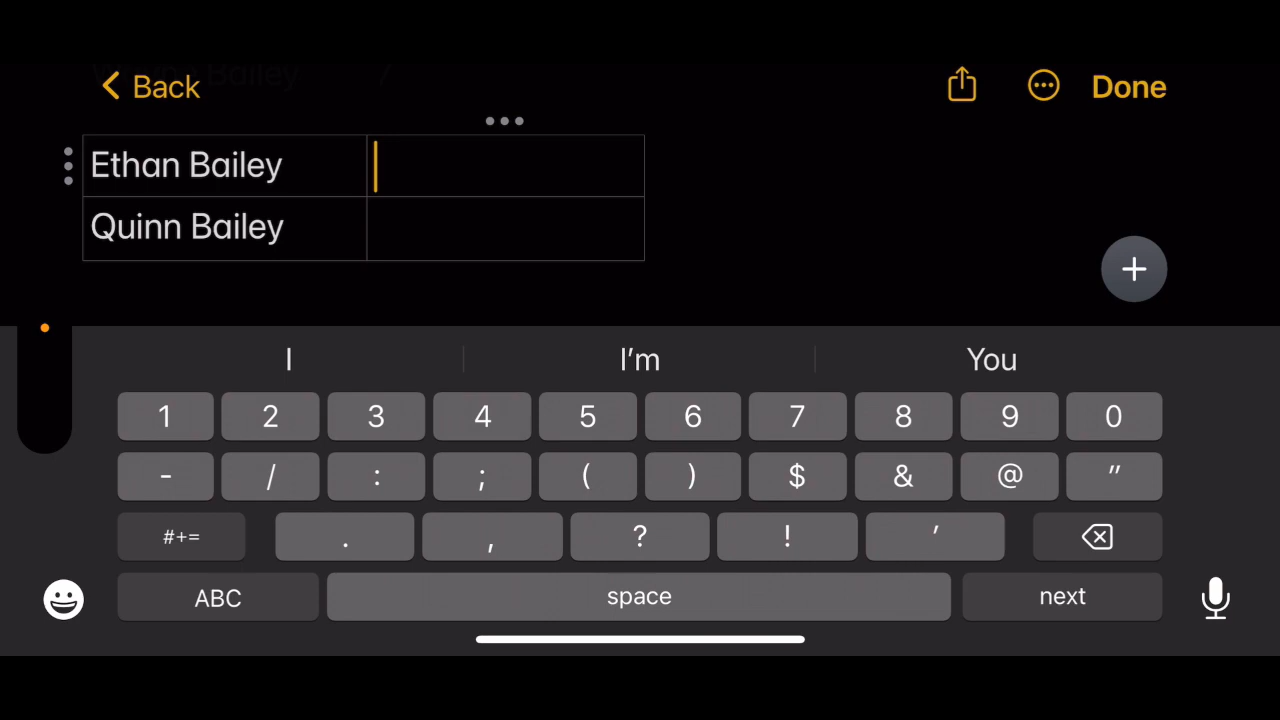 Back
Done
Ethan Bailey
Quinn Bailey
I I’m You
1 2 3 4 5 6 7 8 9 0
- / : ; ( ) $ & @ "
#+= . , ? ! ’
ABC space next